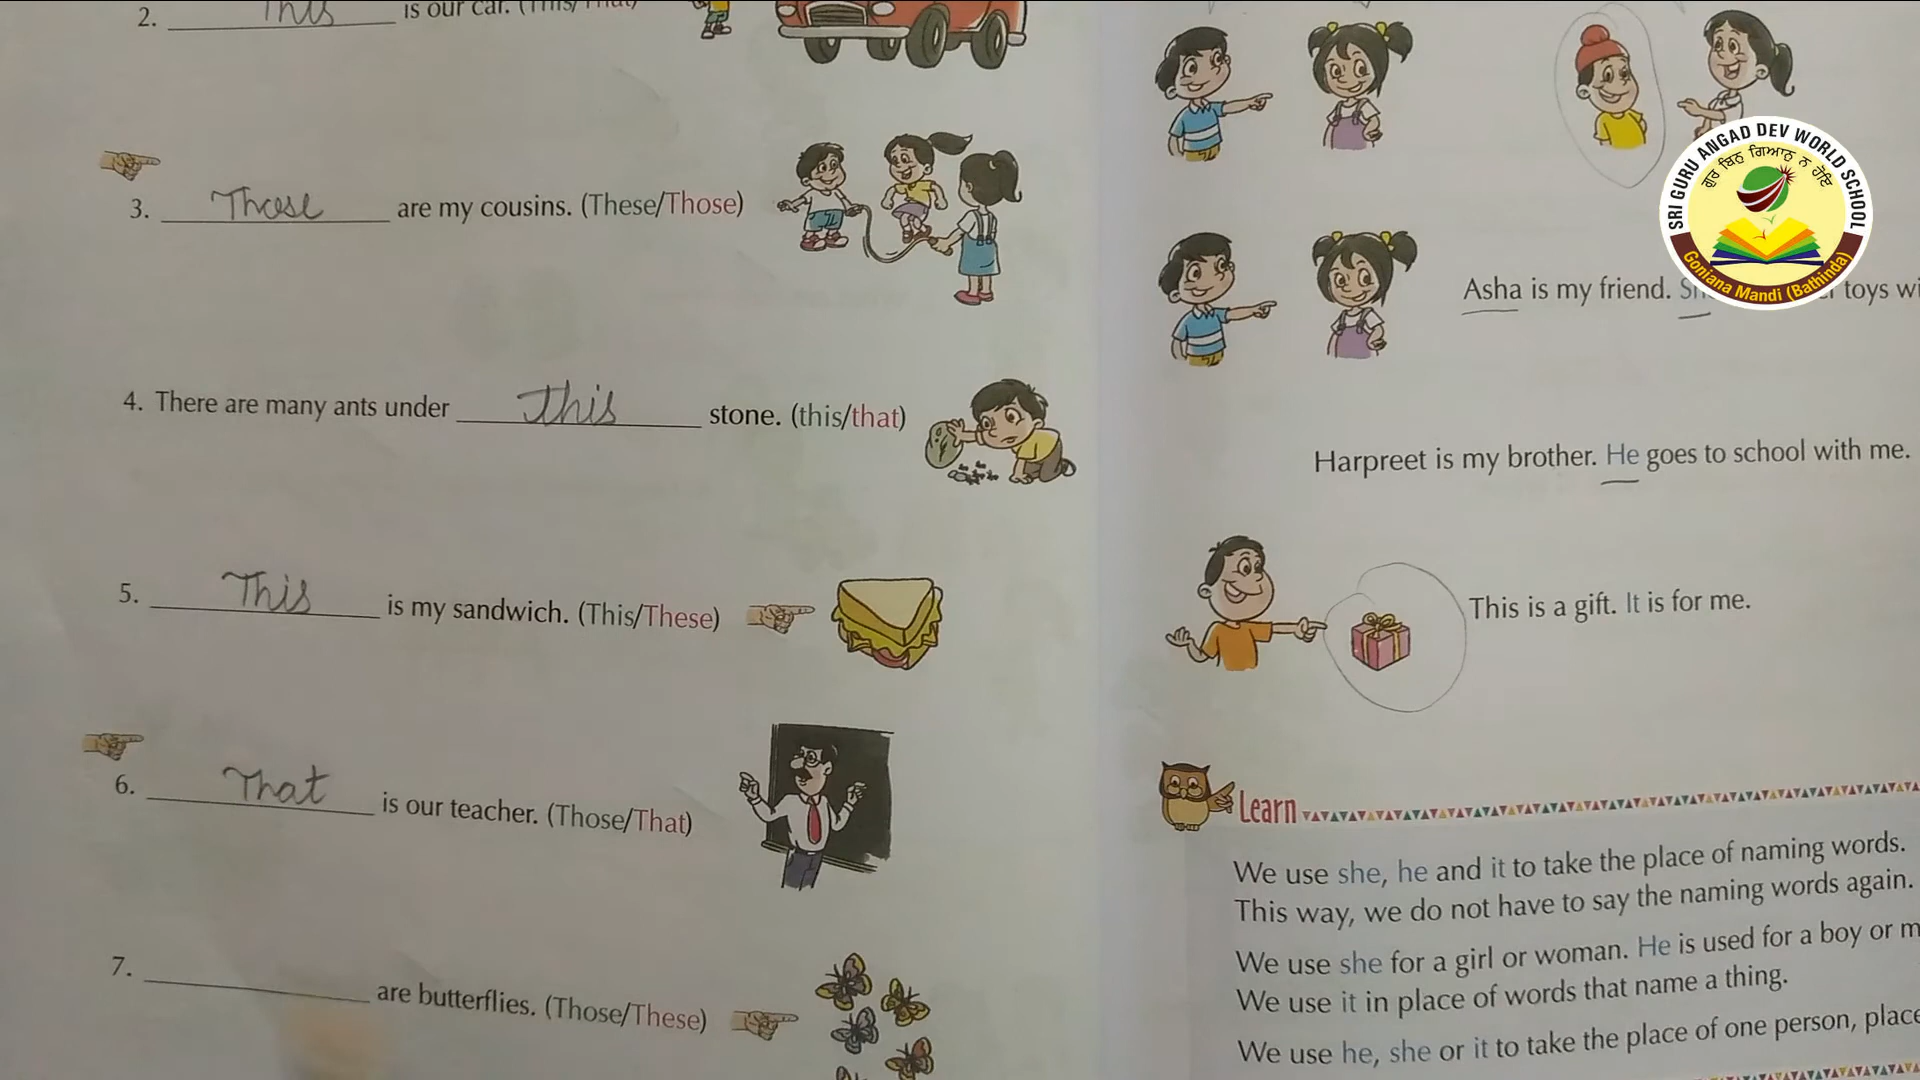 2. This is our car. (This/That)
3. Those are my cousins. (These/Those)
4. There are many ants under this stone. (this/that)
5. This is my sandwich. (This/These)
6. That is our teacher. (Those/That)
7. are butterflies. (Those/These)
SRI GURU ANGAD DEV WORLD SCHOOL
ਗੁਰ ਬਿਨੁ ਗਿਆਨੁ ਨ ਹੋਇ
Goniana Mandi (Bathinda)
Asha is my friend. toys wi
Harpreet is my brother. He goes to school with me.
This is a gift. It is for me.
Learn
We use she, he and it to take the place of naming words.
This way, we do not have to say the naming words again.
We use she for a girl or woman. He is used for a boy or m
We use it in place of words that name a thing.
We use he, she or it to take the place of one person, place